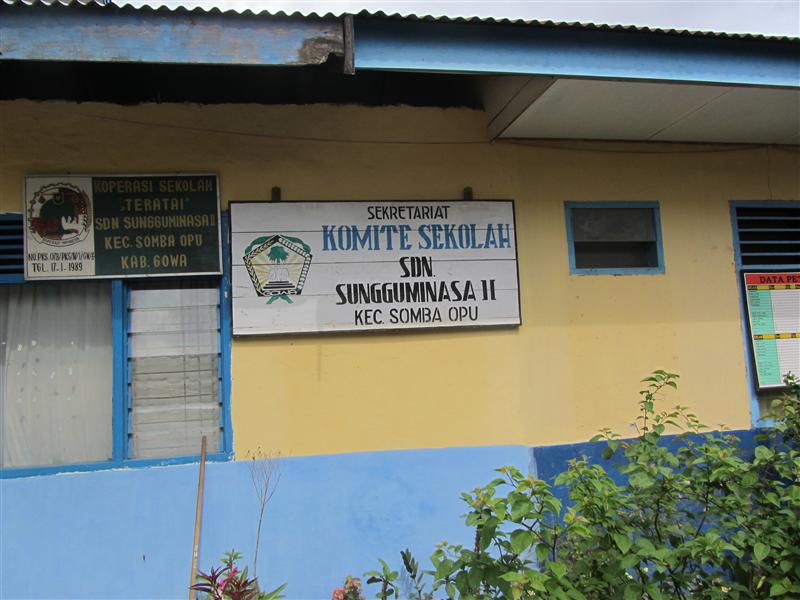 KOPERASI SEKOLAH
"TERATAI"
SDN SUNGGUMINASA II
KEC. SOMBA OPU
KAB. GOWA
TGL. 17.1-1989
SEKRETARIAT
KOMITE SEKOLAH
SDN.
SUNGGUMINASA II
KEC. SOMBA OPU
DATA